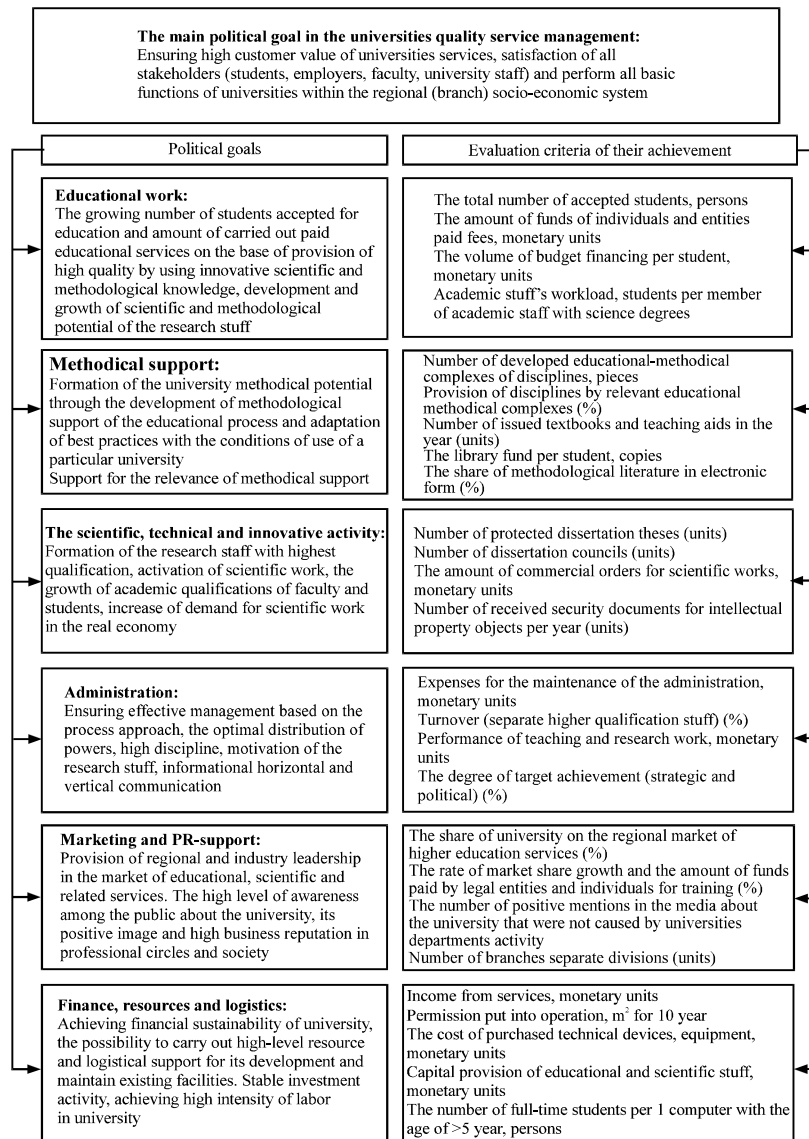 The main political goal in the universities quality service management:
Ensuring high customer value of universities services, satisfaction of all
stakeholders (students, employers, faculty, university staff) and perform all basic
functions of universities within the regional (branch) socio-economic system
Political goals
Evaluation criteria of their achievement
Educational work:
The growing number of students accepted for
education and amount of carried out paid
educational services on the base of provision of
high quality by using innovative scientific and
methodological knowledge, development and
growth of scientific and methodological
potential of the research stuff
The total number of accepted students, persons
The amount of funds of individuals and entities
paid fees, monetary units
The volume of budget financing per student,
monetary units
Academic stuff's workload, students per member
of academic staff with science degrees
Methodical support:
Formation of the university methodical potential
through the development of methodological
support of the educational process and adaptation
of best practices with the conditions of use of a
particular university
Support for the relevance of methodical support
Number of developed educational-methodical
complexes of disciplines, pieces
Provision of disciplines by relevant educational
methodical complexes (%)
Number of issued textbooks and teaching aids in the
year (units)
The library fund per student, copies
The share of methodological literature in electronic
form (%)
The scientific, technical and innovative activity:
Formation of the research staff with highest
qualification, activation of scientific work, the
growth of academic qualifications of faculty and
students, increase of demand for scientific work
in the real economy
Number of protected dissertation theses (units)
Number of dissertation councils (units)
The amount of commercial orders for scientific works,
monetary units
Number of received security documents for intellectual
property objects per year (units)
Administration:
Ensuring effective management based on the
process approach, the optimal distribution of
powers, high discipline, motivation of the
research stuff, informational horizontal and
vertical communication
Expenses for the maintenance of the administration,
monetary units
Turnover (separate higher qualification stuff) (%)
Performance of teaching and research work, monetary
units
The degree of target achievement (strategic and
political) (%)
Marketing and PR-support:
Provision of regional and industry leadership
in the market of educational, scientific and
related services. The high level of awareness
among the public about the university, its
positive image and high business reputation in
professional circles and society
The share of university on the regional market of
higher education services (%)
The rate of market share growth and the amount of funds
paid by legal entities and individuals for training (%)
The number of positive mentions in the media about
the university that were not caused by universities
departments activity
Number of branches separate divisions (units)
Finance, resources and logistics:
Achieving financial sustainability of university,
the possibility to carry out high-level resource
and logistical support for its development and
maintain existing facilities. Stable investment
activity, achieving high intensity of labor
in university
Income from services, monetary units
Permission put into operation, m² for 10 year
The cost of purchased technical devices, equipment,
monetary units
Capital provision of educational and scientific stuff,
monetary units
The number of full-time students per 1 computer with the
age of >5 year, persons